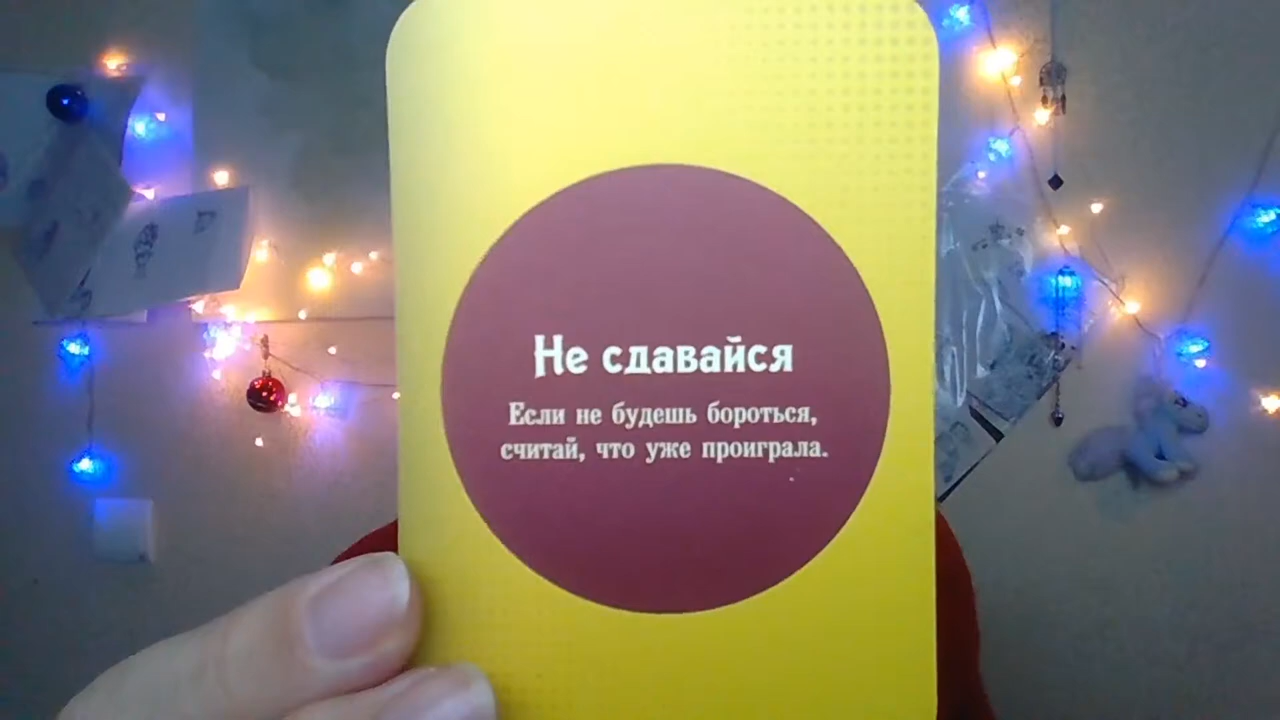 Не сдавайся
Если не будешь бороться,
считай, что уже проиграла.